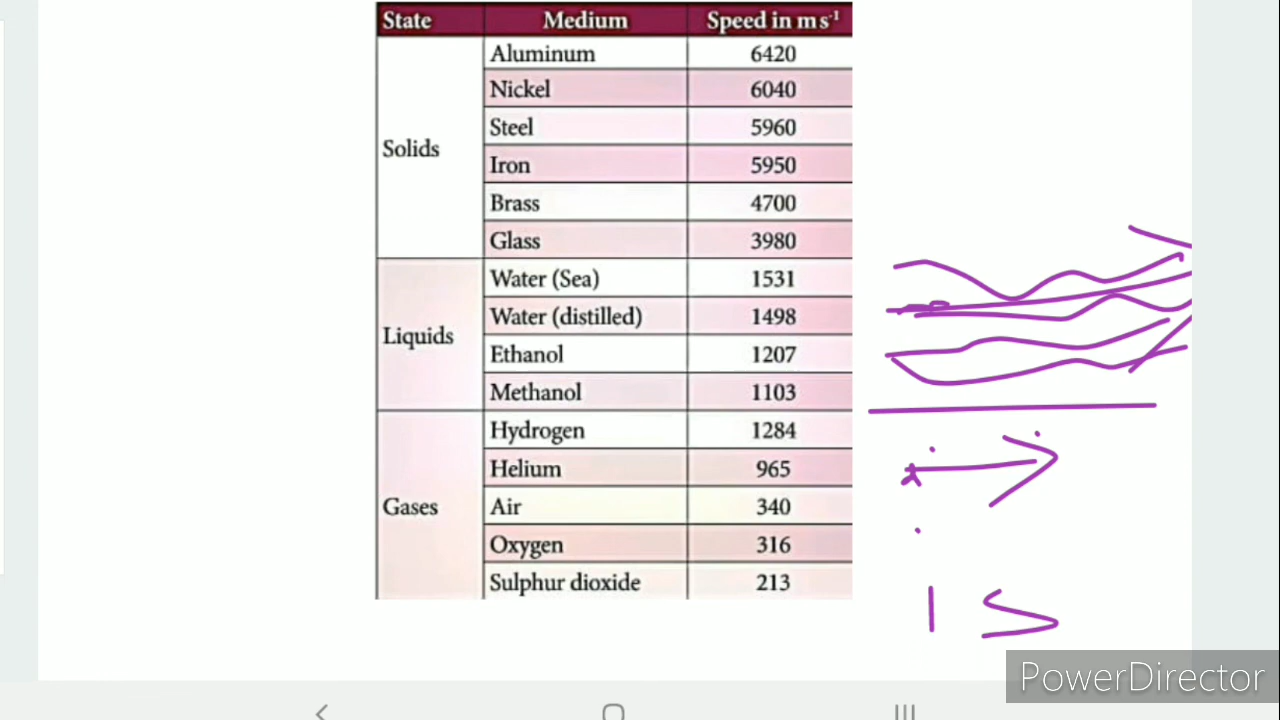 State Medium Speed in m s⁻¹
Solids
Aluminum 6420
Nickel 6040
Steel 5960
Iron 5950
Brass 4700
Glass 3980
Liquids
Water (Sea) 1531
Water (distilled) 1498
Ethanol 1207
Methanol 1103
Gases
Hydrogen 1284
Helium 965
Air 340
Oxygen 316
Sulphur dioxide 213
1 S
PowerDirector